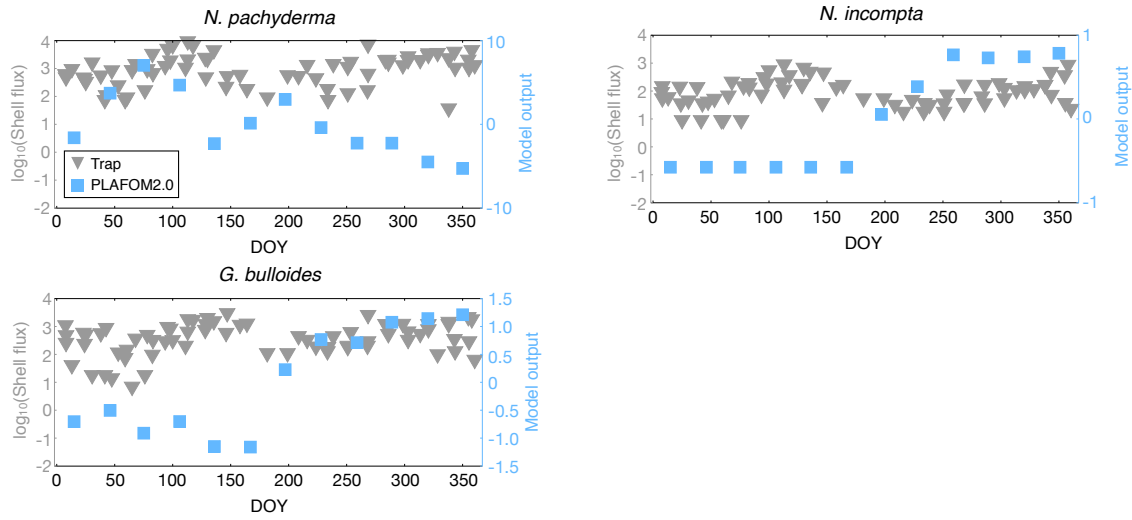 N. pachyderma
4
3
2
1
0
-1
-2
log₁₀(Shell flux)
10
0
-10
Model output
Trap
PLAFOM2.0
0 50 100 150 200 250 300 350
DOY
N. incompta
4
3
2
1
0
-1
-2
log₁₀(Shell flux)
1
0
-1
Model output
0 50 100 150 200 250 300 350
DOY
G. bulloides
4
3
2
1
0
-1
-2
log₁₀(Shell flux)
1.5
1.0
0.5
0
-0.5
-1.0
-1.5
Model output
0 50 100 150 200 250 300 350
DOY